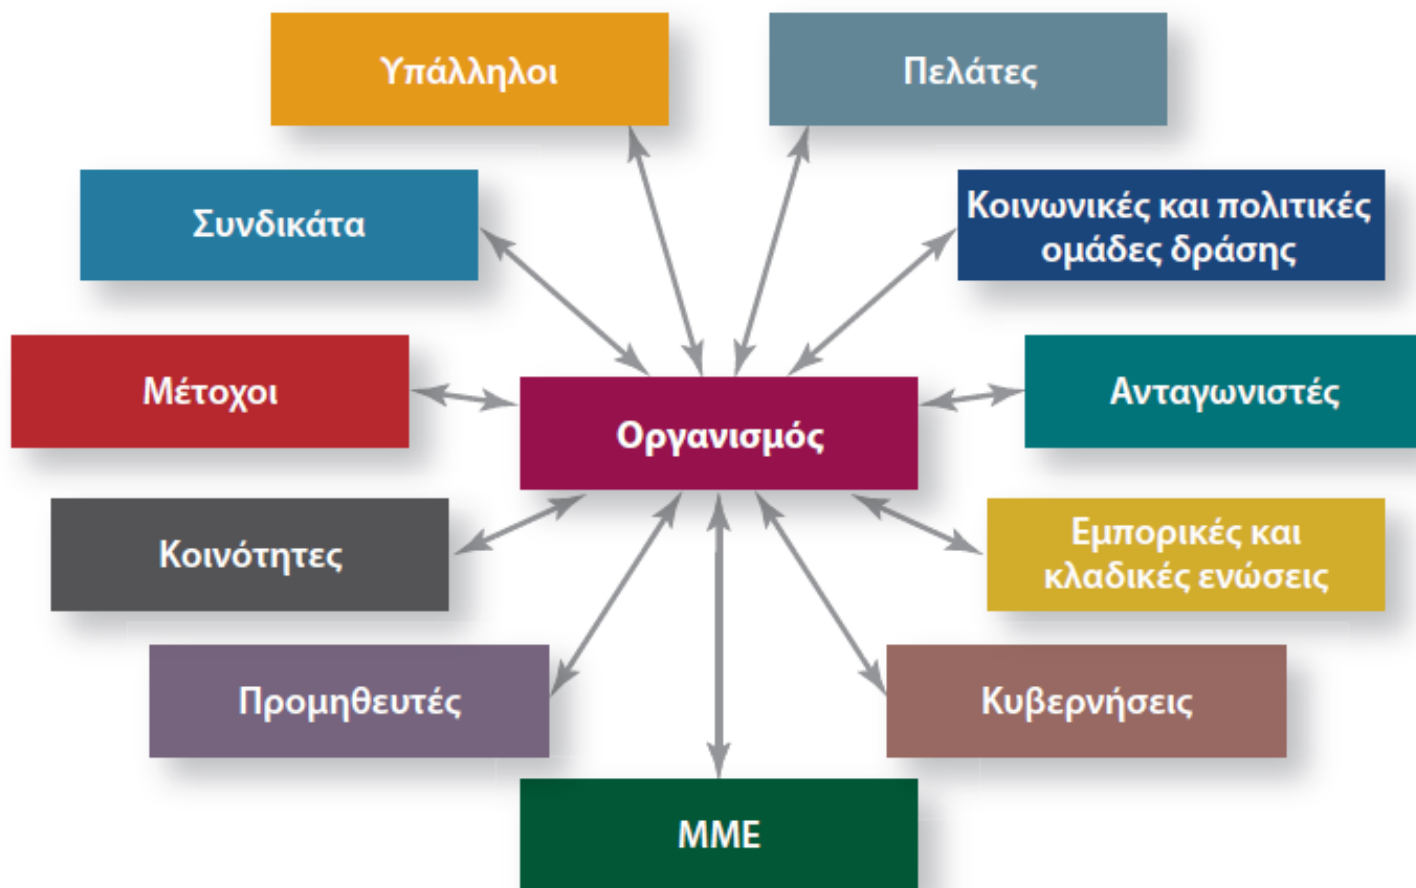 Υπάλληλοι
Πελάτες
Συνδικάτα
Κοινωνικές και πολιτικές
ομάδες δράσης
Μέτοχοι
Οργανισμός
Ανταγωνιστές
Κοινότητες
Εμπορικές και
κλαδικές ενώσεις
Προμηθευτές
Κυβερνήσεις
ΜΜΕ